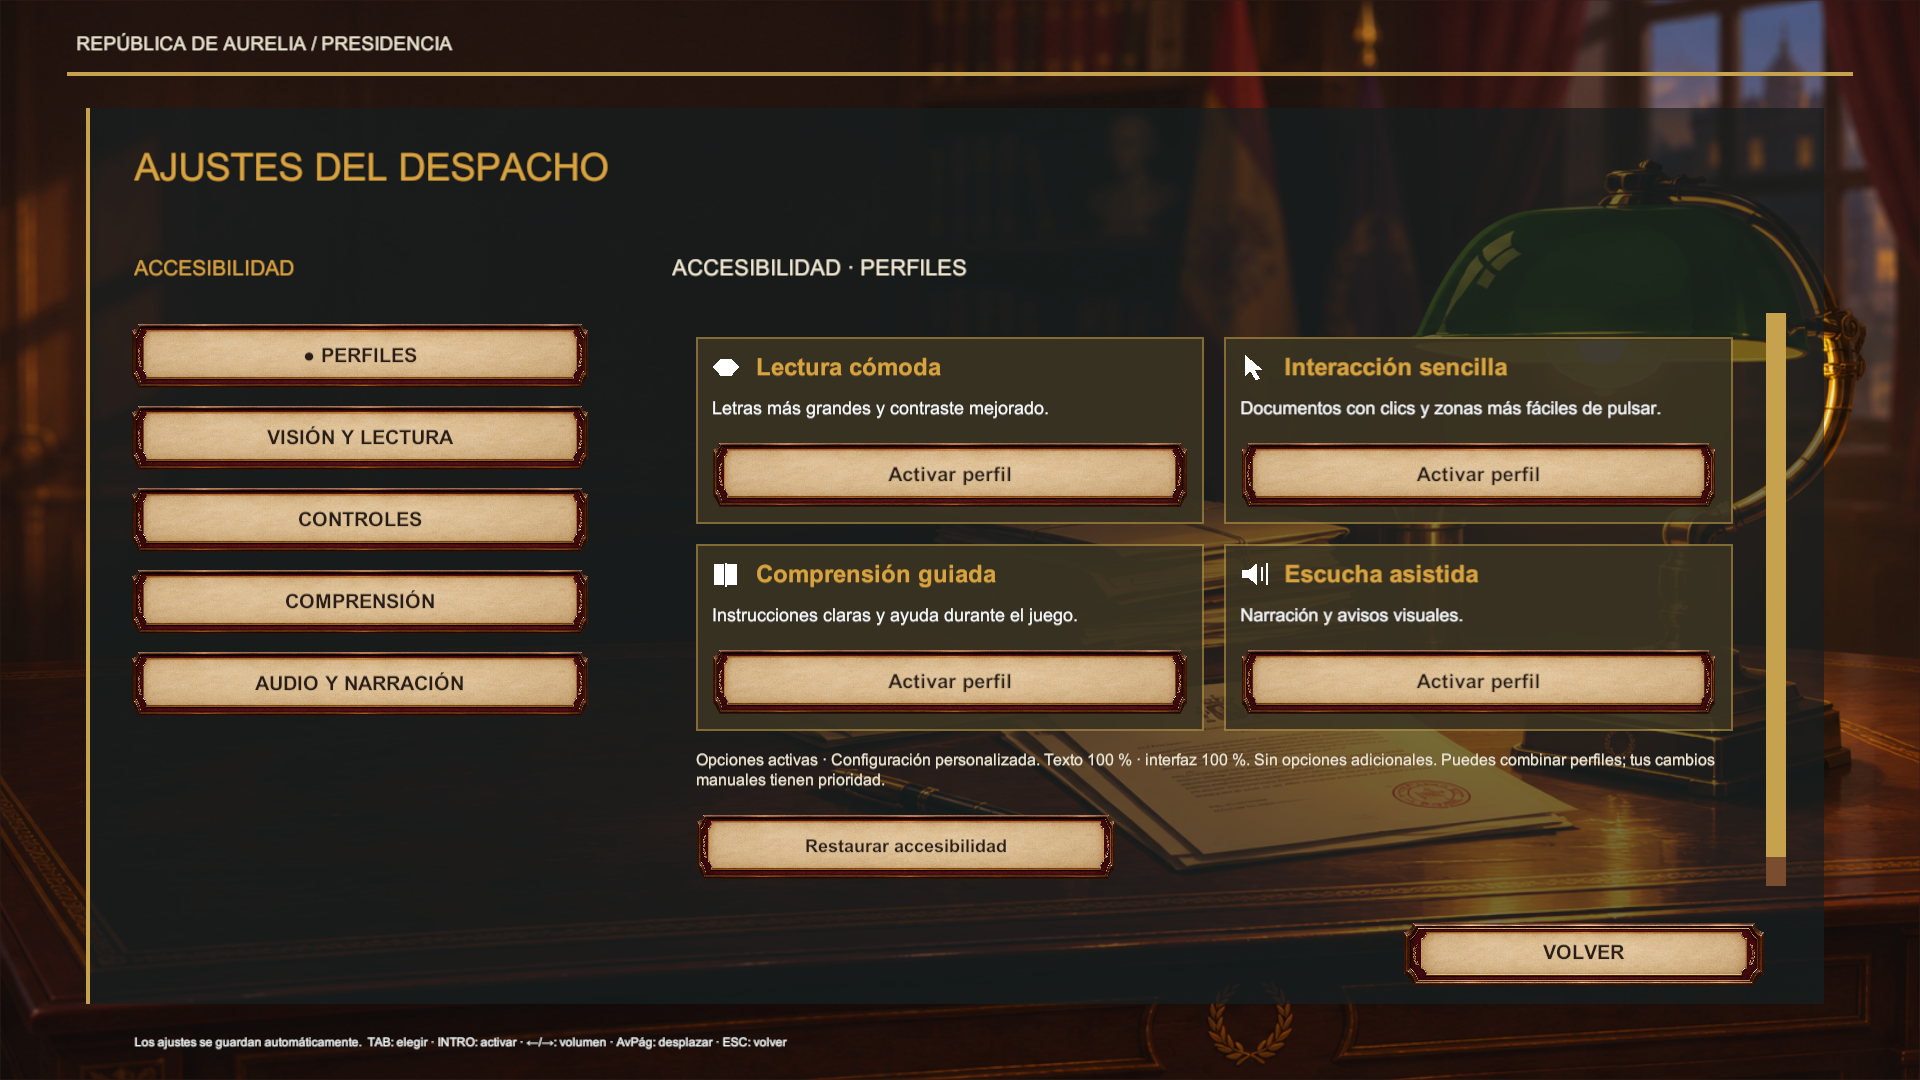 REPÚBLICA DE AURELIA / PRESIDENCIA
AJUSTES DEL DESPACHO
ACCESIBILIDAD
● PERFILES
VISIÓN Y LECTURA
CONTROLES
COMPRENSIÓN
AUDIO Y NARRACIÓN
ACCESIBILIDAD · PERFILES
Lectura cómoda
Letras más grandes y contraste mejorado.
Activar perfil
Interacción sencilla
Documentos con clics y zonas más fáciles de pulsar.
Activar perfil
Comprensión guiada
Instrucciones claras y ayuda durante el juego.
Activar perfil
Escucha asistida
Narración y avisos visuales.
Activar perfil
Opciones activas · Configuración personalizada. Texto 100 % · interfaz 100 %. Sin opciones adicionales. Puedes combinar perfiles; tus cambios
manuales tienen prioridad.
Restaurar accesibilidad
VOLVER
Los ajustes se guardan automáticamente. TAB: elegir · INTRO: activar · ←/→: volumen · AvPág: desplazar · ESC: volver